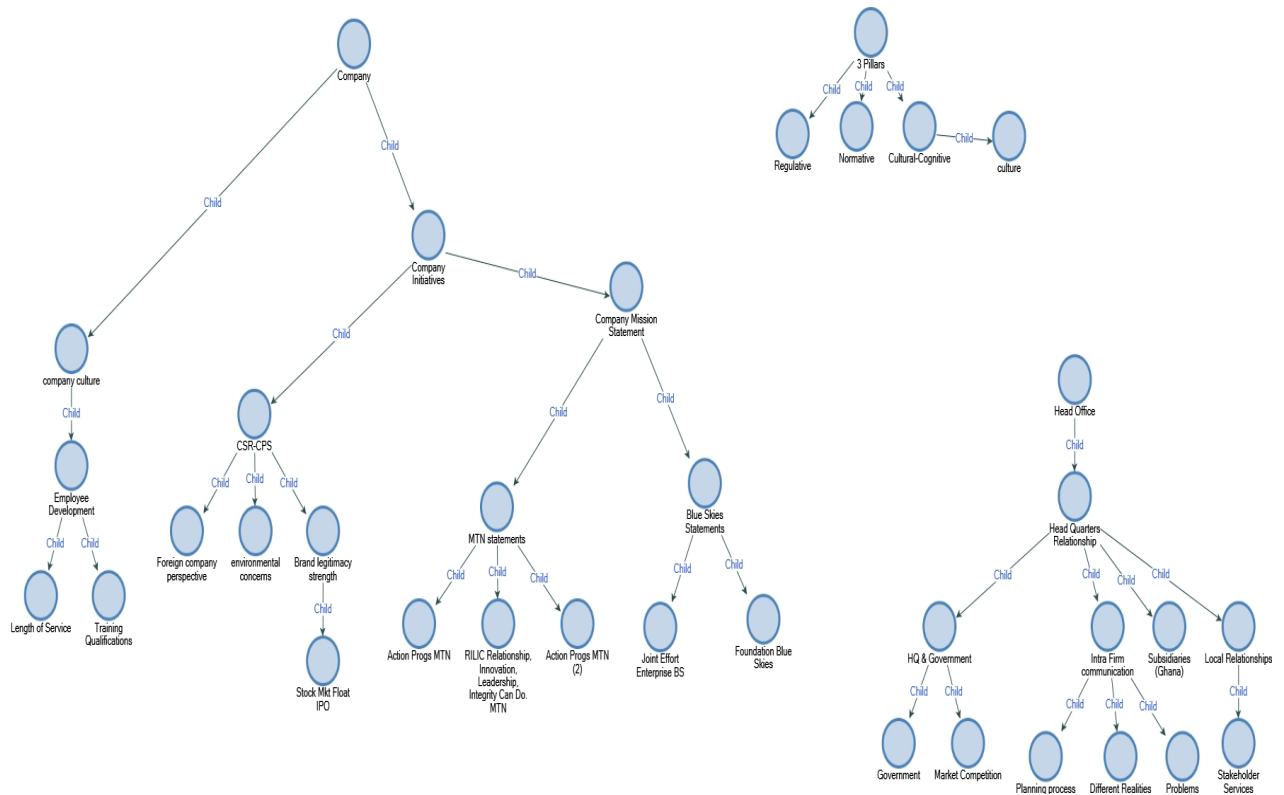 Company
Child
Child
Company
Initiatives
Child
Child
company culture
Child
Employee
Development
Child
Child
Length of Service
Training
Qualifications
CSR-CPS
Child
Child
Child
Foreign company
perspective
environmental
concerns
Brand legitimacy
strength
Child
Stock Mkt Float
IPO
Company Mission
Statement
Child
Child
MTN statements
Child
Child
Child
Action Progs MTN
RILIC Relationship,
Innovation,
Leadership,
Integrity Can Do.
MTN
Action Progs MTN
(2)
Blue Skies
Statements
Child
Child
Joint Effort
Enterprise BS
Foundation Blue
Skies
3 Pillars
Child
Child
Child
Regulative
Normative
Cultural-Cognitive
Child
culture
Head Office
Child
Head Quarters
Relationship
Child
Child
Child
Child
HQ & Government
Intra Firm
communication
Subsidiaries
(Ghana)
Local Relationships
Child
Child
Government
Market Competition
Child
Child
Child
Planning process
Different Realities
Problems
Child
Stakeholder
Services